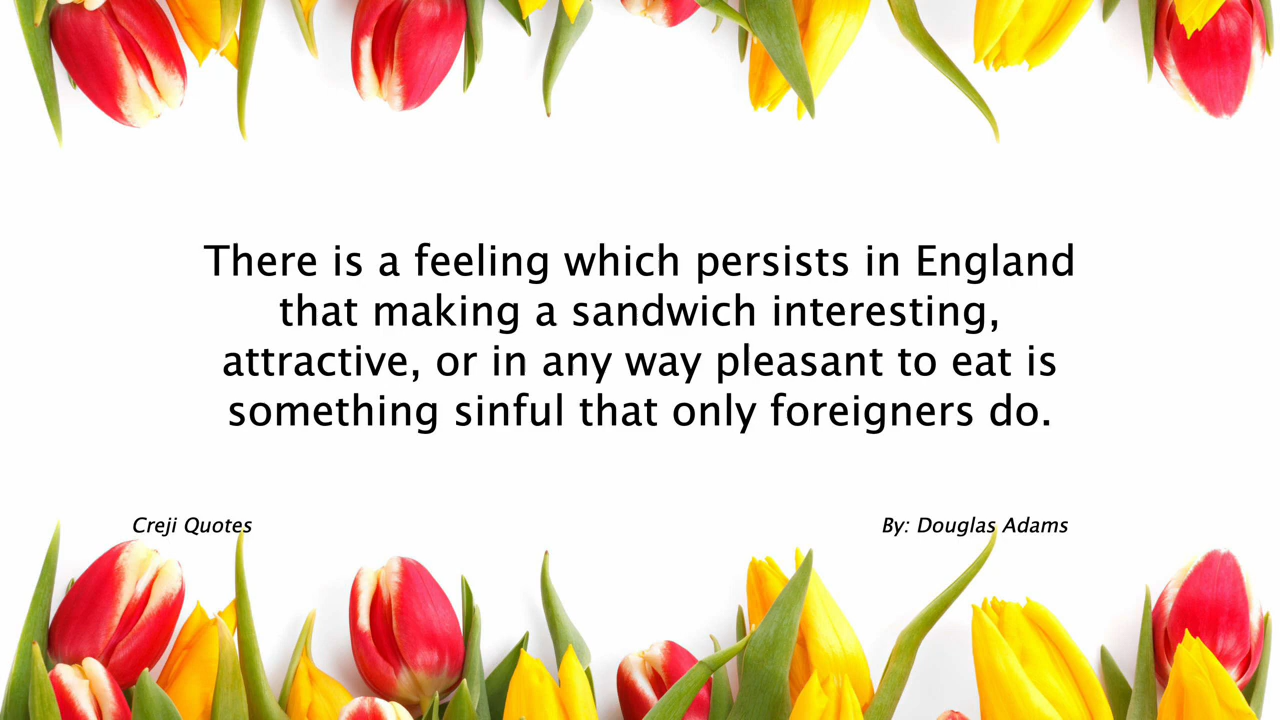 There is a feeling which persists in England
that making a sandwich interesting,
attractive, or in any way pleasant to eat is
something sinful that only foreigners do.
Creji Quotes
By: Douglas Adams